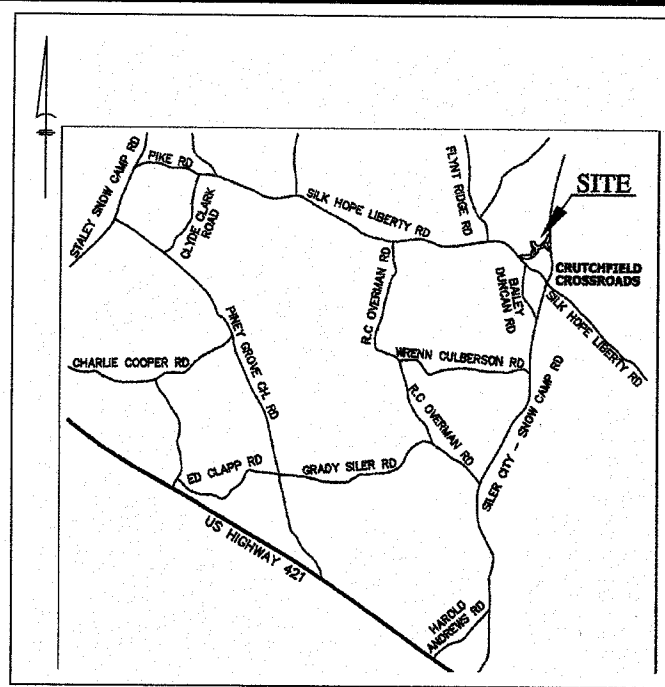 STALEY SNOW CAMP RD
PIKE RD
CLYDE CLARK
ROAD
SILK HOPE LIBERTY RD
FLYNT RIDGE RD
SITE
CRUTCHFIELD
CROSSROADS
R.C OVERMAN RD
BAILEY
DUNCAN RD
SILK HOPE LIBERTY RD
PINEY GROVE CH. RD
CHARLIE COOPER RD
WRENN CULBERSON RD
R.C OVERMAN RD
SILER CITY - SNOW CAMP RD
ED CLAPP RD
GRADY SILER RD
US HIGHWAY 421
HAROLD
ANDREWS RD